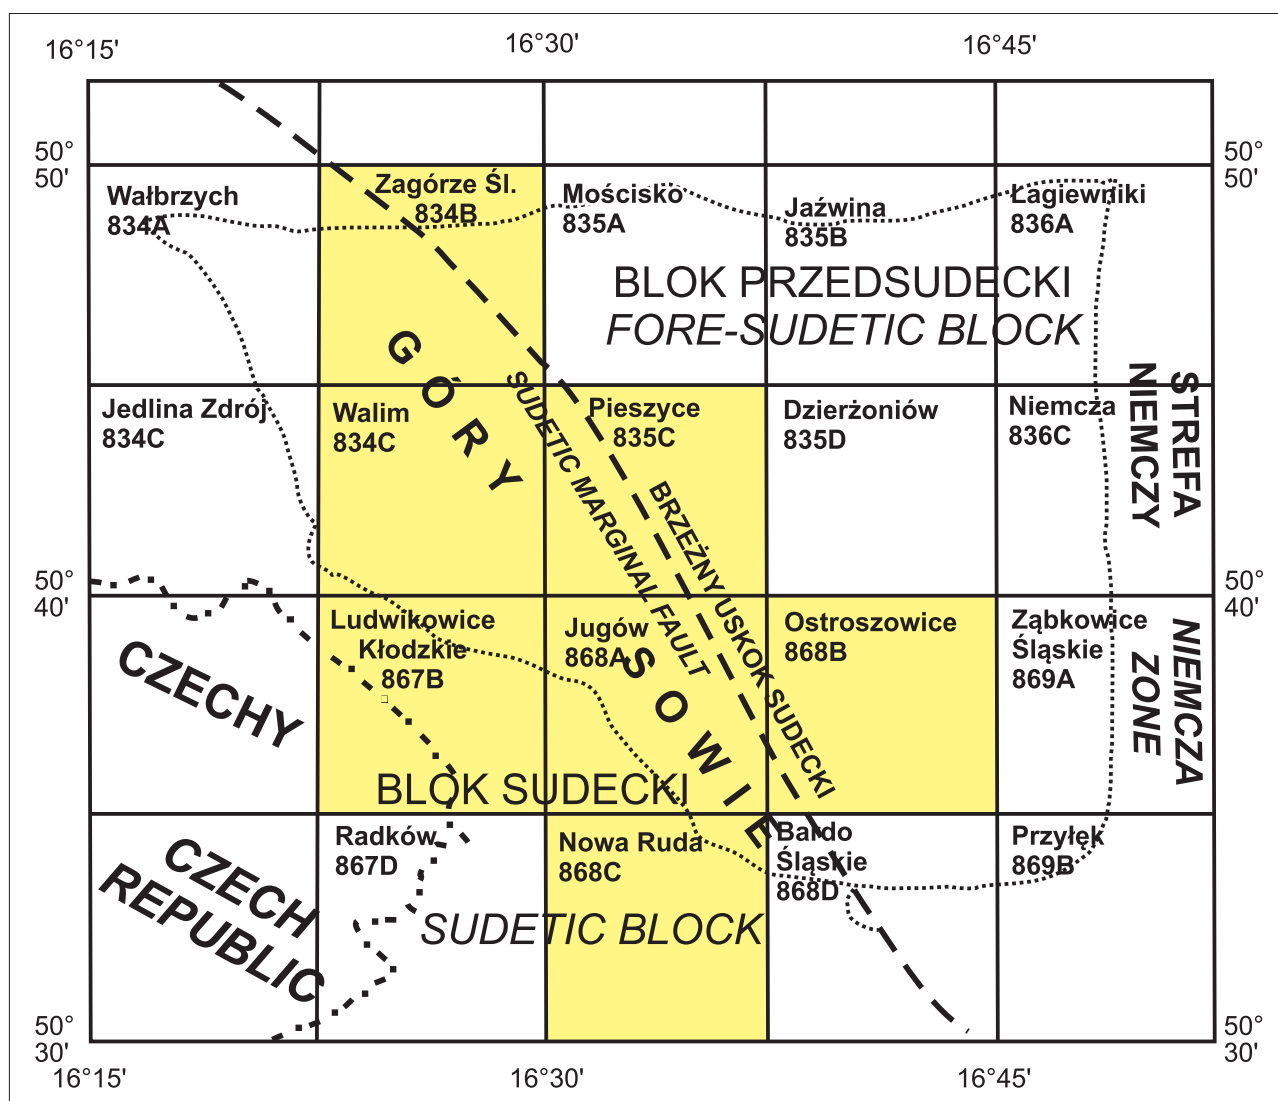 16°15'
16°30'
16°45'
50°
50'
50°
50'
Wałbrzych
834A
Zagórze Śl.
834B
Mościsko
835A
Jaźwina
835B
Łagiewniki
836A
BLOK PRZEDSUDECKI
FORE-SUDETIC BLOCK
GÓRY
SUDETIC MARGINAL FAULT
BRZEŻNY USKOK SUDECKI
STREFA
NIEMCZY
Jedlina Zdrój
834C
Walim
834C
Pieszyce
835C
Dzierżoniów
835D
Niemcza
836C
50°
40'
50°
40'
CZECHY
Ludwikowice
Kłodzkie
867B
Jugów
868A
SOWIE
Ostroszowice
868B
Ząbkowice
Śląskie
869A
NIEMCZA
ZONE
BLOK SUDECKI
CZECH
REPUBLIC
Radków
867D
Nowa Ruda
868C
Bardo
Śląskie
868D
Przyłęk
869B
SUDETIC BLOCK
50°
30'
50°
30'
16°15'
16°30'
16°45'